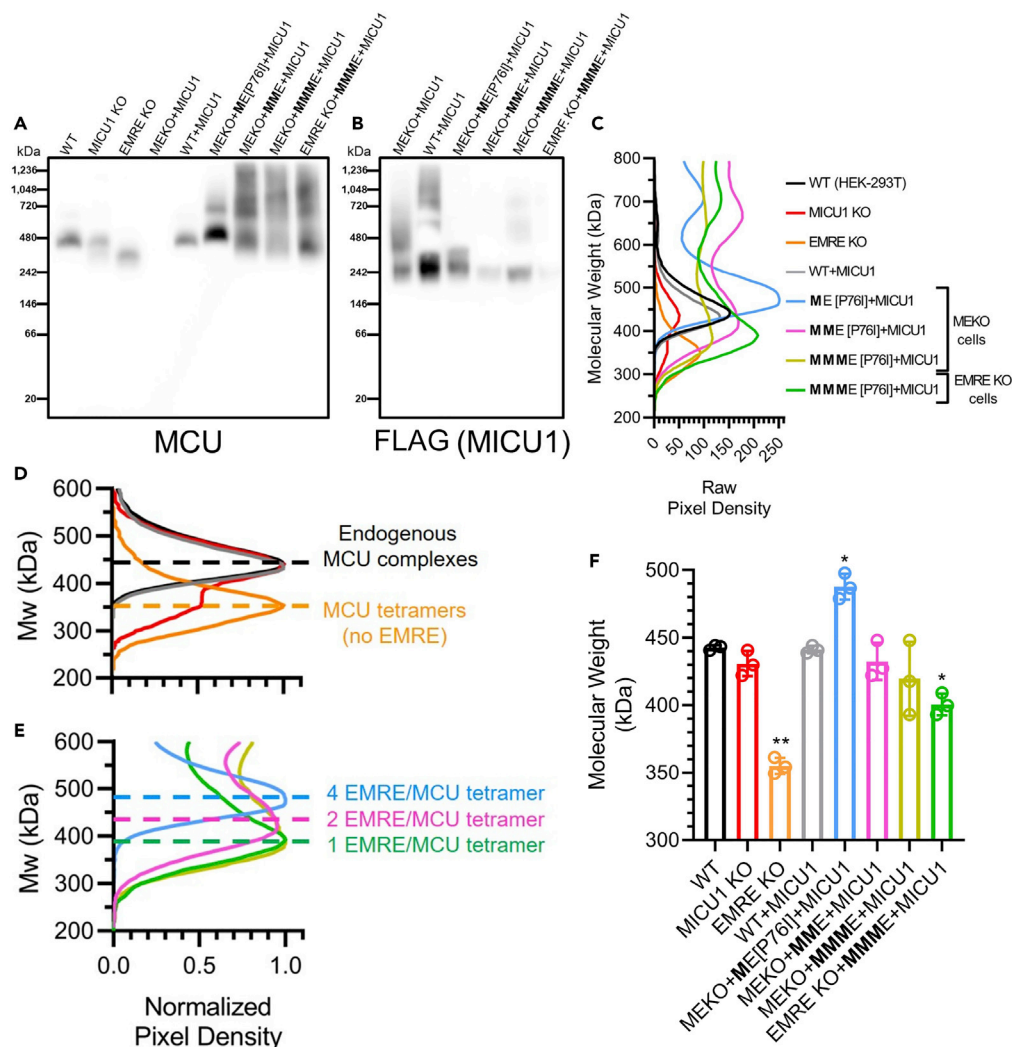 A
kDa
WT
MICU1 KO
EMRE KO
MEKO+MICU1
WT+MICU1
MEKO+ME[P76I]+MICU1
MEKO+MME+MICU1
MEKO+MMME+MICU1
EMRE KO+MMME+MICU1
1,236
1,048
720
480
242
146
66
20
MCU
B
kDa
MEKO+MICU1
WT+MICU1
MEKO+ME[P76I]+MICU1
MEKO+MME+MICU1
MEKO+MMME+MICU1
EMRE KO+MMME+MICU1
1,236
1,048
720
480
242
146
66
20
FLAG (MICU1)
C
Molecular Weight (kDa)
800
700
600
500
400
300
200
0
50
100
150
200
250
Raw
Pixel Density
WT (HEK-293T)
MICU1 KO
EMRE KO
WT+MICU1
ME [P76I]+MICU1
MME [P76I]+MICU1
MMME [P76I]+MICU1
MMME [P76I]+MICU1
MEKO
cells
EMRE KO
cells
D
Mw (kDa)
600
500
400
300
200
Endogenous
MCU complexes
MCU tetramers
(no EMRE)
E
Mw (kDa)
600
500
400
300
200
0.0
0.5
1.0
Normalized
Pixel Density
4 EMRE/MCU tetramer
2 EMRE/MCU tetramer
1 EMRE/MCU tetramer
F
Molecular Weight
(kDa)
500
450
400
350
300
**
*
*
WT
MICU1 KO
EMRE KO
WT+MICU1
MEKO+ME[P76I]+MICU1
MEKO+MME+MICU1
MEKO+MMME+MICU1
EMRE KO+MMME+MICU1